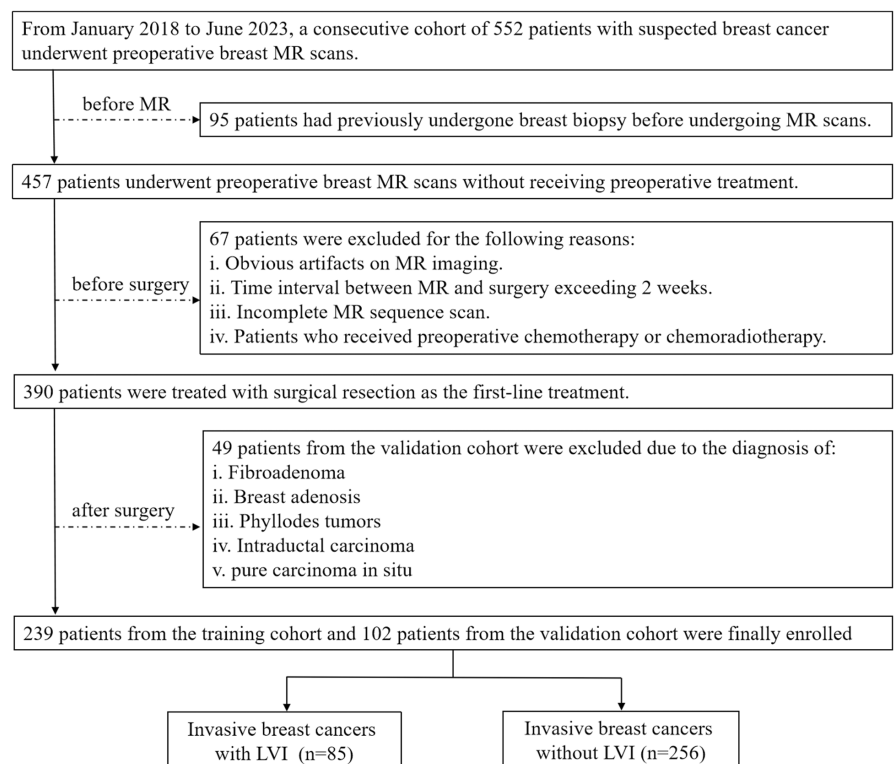 From January 2018 to June 2023, a consecutive cohort of 552 patients with suspected breast cancer
underwent preoperative breast MR scans.
before MR
95 patients had previously undergone breast biopsy before undergoing MR scans.
457 patients underwent preoperative breast MR scans without receiving preoperative treatment.
67 patients were excluded for the following reasons:
i. Obvious artifacts on MR imaging.
before surgery
ii. Time interval between MR and surgery exceeding 2 weeks.
iii. Incomplete MR sequence scan.
iv. Patients who received preoperative chemotherapy or chemoradiotherapy.
390 patients were treated with surgical resection as the first-line treatment.
49 patients from the validation cohort were excluded due to the diagnosis of:
i. Fibroadenoma
ii. Breast adenosis
after surgery
iii. Phyllodes tumors
iv. Intraductal carcinoma
v. pure carcinoma in situ
239 patients from the training cohort and 102 patients from the validation cohort were finally enrolled
Invasive breast cancers
with LVI (n=85)
Invasive breast cancers
without LVI (n=256)